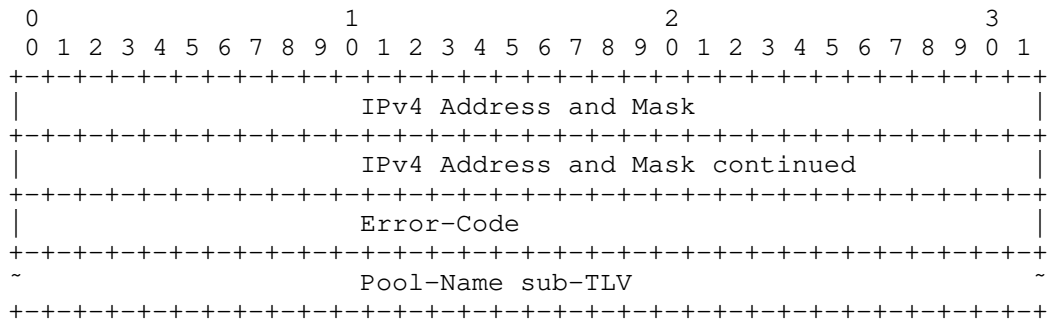 0                   1                   2                   3
 0 1 2 3 4 5 6 7 8 9 0 1 2 3 4 5 6 7 8 9 0 1 2 3 4 5 6 7 8 9 0 1
+-+-+-+-+-+-+-+-+-+-+-+-+-+-+-+-+-+-+-+-+-+-+-+-+-+-+-+-+-+-+-+-+
|                     IPv4 Address and Mask                     |
+-+-+-+-+-+-+-+-+-+-+-+-+-+-+-+-+-+-+-+-+-+-+-+-+-+-+-+-+-+-+-+-+
|                     IPv4 Address and Mask continued           |
+-+-+-+-+-+-+-+-+-+-+-+-+-+-+-+-+-+-+-+-+-+-+-+-+-+-+-+-+-+-+-+-+
|                     Error-Code                                |
+-+-+-+-+-+-+-+-+-+-+-+-+-+-+-+-+-+-+-+-+-+-+-+-+-+-+-+-+-+-+-+-+
~                     Pool-Name sub-TLV                         ~
+-+-+-+-+-+-+-+-+-+-+-+-+-+-+-+-+-+-+-+-+-+-+-+-+-+-+-+-+-+-+-+-+